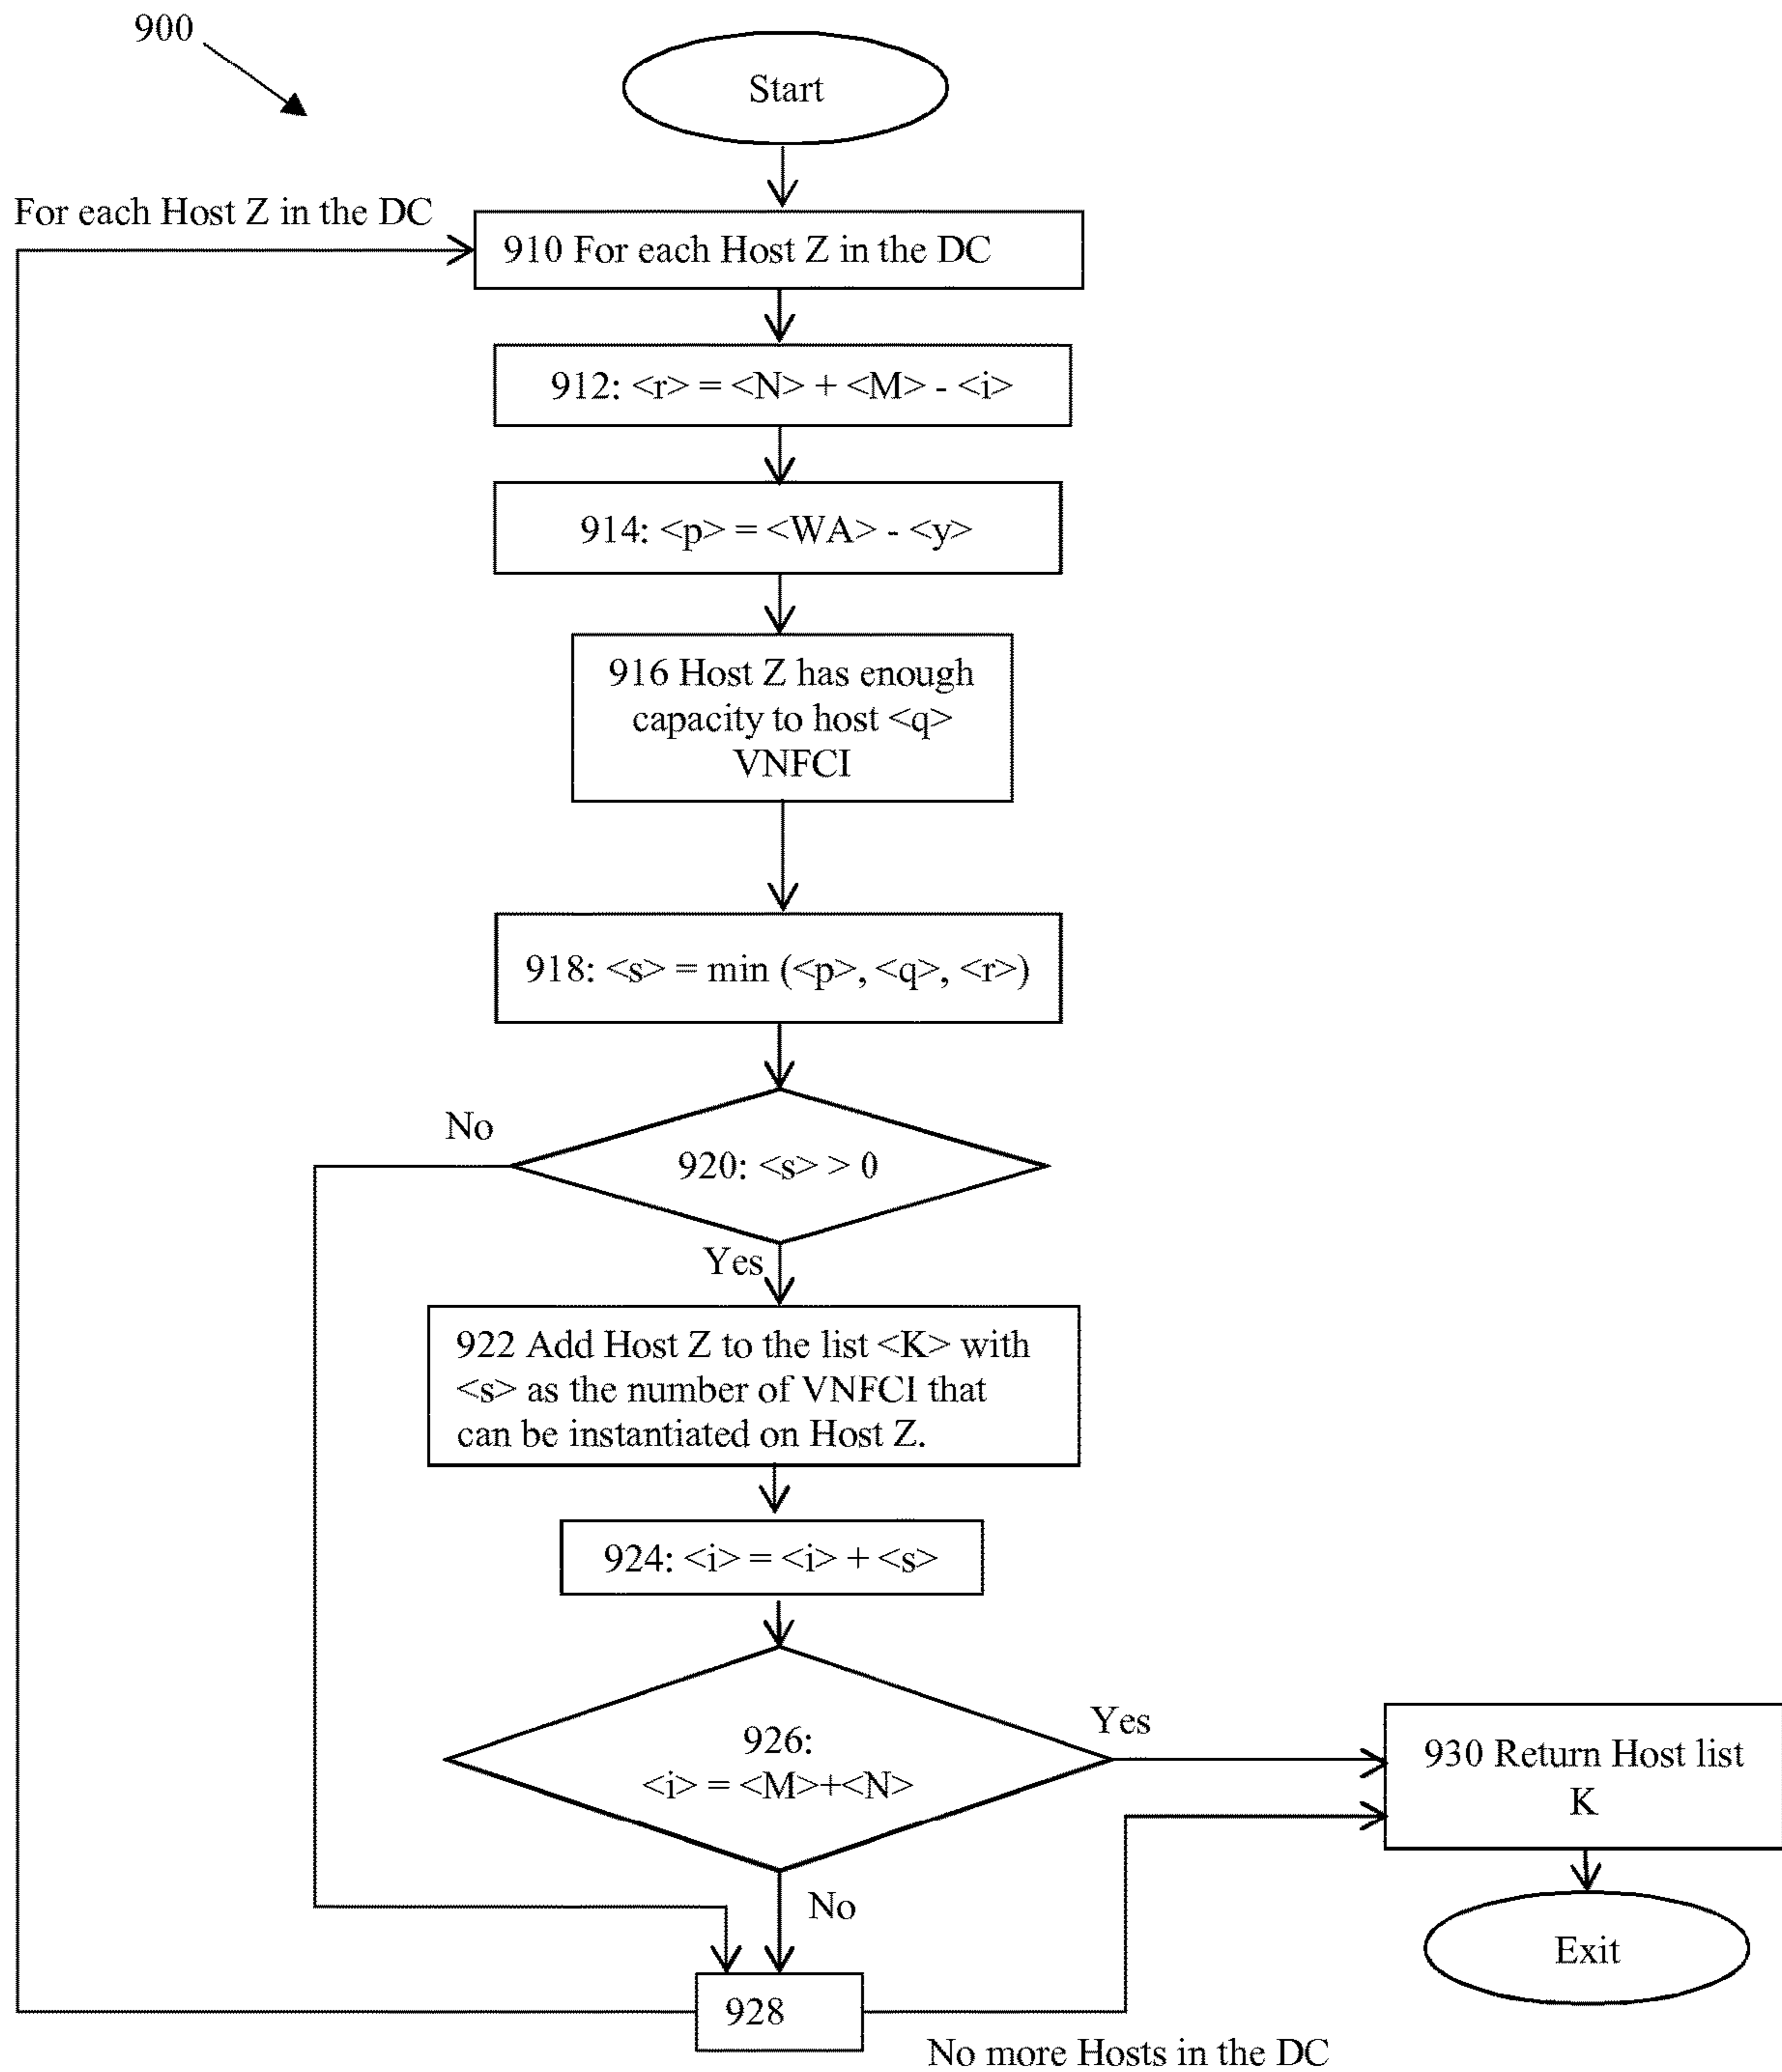 900
Start
For each Host Z in the DC
910 For each Host Z in the DC
912: <r> = <N> + <M> - <i>
914: <p> = <WA> - <y>
916 Host Z has enough
capacity to host <q>
VNFCI
918: <s> = min (<p>, <q>, <r>)
No
920: <s> > 0
Yes
922 Add Host Z to the list <K> with
<s> as the number of VNFCI that
can be instantiated on Host Z.
924: <i> = <i> + <s>
926:
<i> = <M>+<N>
Yes
930 Return Host list
K
No
Exit
928
No more Hosts in the DC